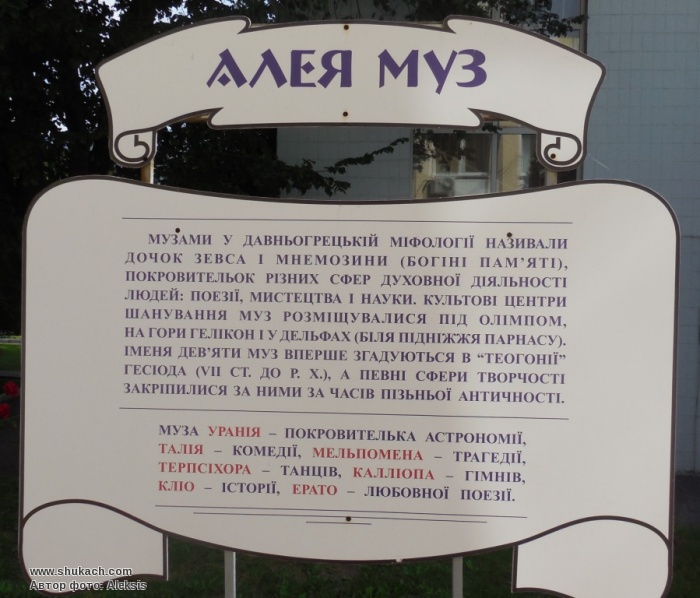 АЛЕЯ МУЗ
МУЗАМИ У ДАВНЬОГРЕЦЬКІЙ МІФОЛОГІЇ НАЗИВАЛИ
ДОЧОК ЗЕВСА І МНЕМОЗИНИ (БОГІНІ ПАМ'ЯТІ),
ПОКРОВИТЕЛЬОК РІЗНИХ СФЕР ДУХОВНОЇ ДІЯЛЬНОСТІ
ЛЮДЕЙ: ПОЕЗІЇ, МИСТЕЦТВА І НАУКИ. КУЛЬТОВІ ЦЕНТРИ
ШАНУВАННЯ МУЗ РОЗМІЩУВАЛИСЯ ПІД ОЛІМПОМ,
НА ГОРИ ГЕЛІКОН І У ДЕЛЬФАХ (БІЛЯ ПІДНІЖЖЯ ПАРНАСУ).
ІМЕНЯ ДЕВ'ЯТИ МУЗ ВПЕРШЕ ЗГАДУЮТЬСЯ В “ТЕОГОНІЇ”
ГЕСІОДА (VII СТ. ДО Р. Х.), А ПЕВНІ СФЕРИ ТВОРЧОСТІ
ЗАКРІПИЛИСЯ ЗА НИМИ ЗА ЧАСІВ ПІЗЬНЬОЇ АНТИЧНОСТІ.
МУЗА УРАНІЯ – ПОКРОВИТЕЛЬКА АСТРОНОМІЇ,
ТАЛІЯ – КОМЕДІЇ, МЕЛЬПОМЕНА – ТРАГЕДІЇ,
ТЕРПСІХОРА – ТАНЦІВ, КАЛЛІОПА – ГІМНІВ,
КЛІО – ІСТОРІЇ, ЕРАТО – ЛЮБОВНОЇ ПОЕЗІЇ.
www.shukach.com
Автор фото: Aleksis